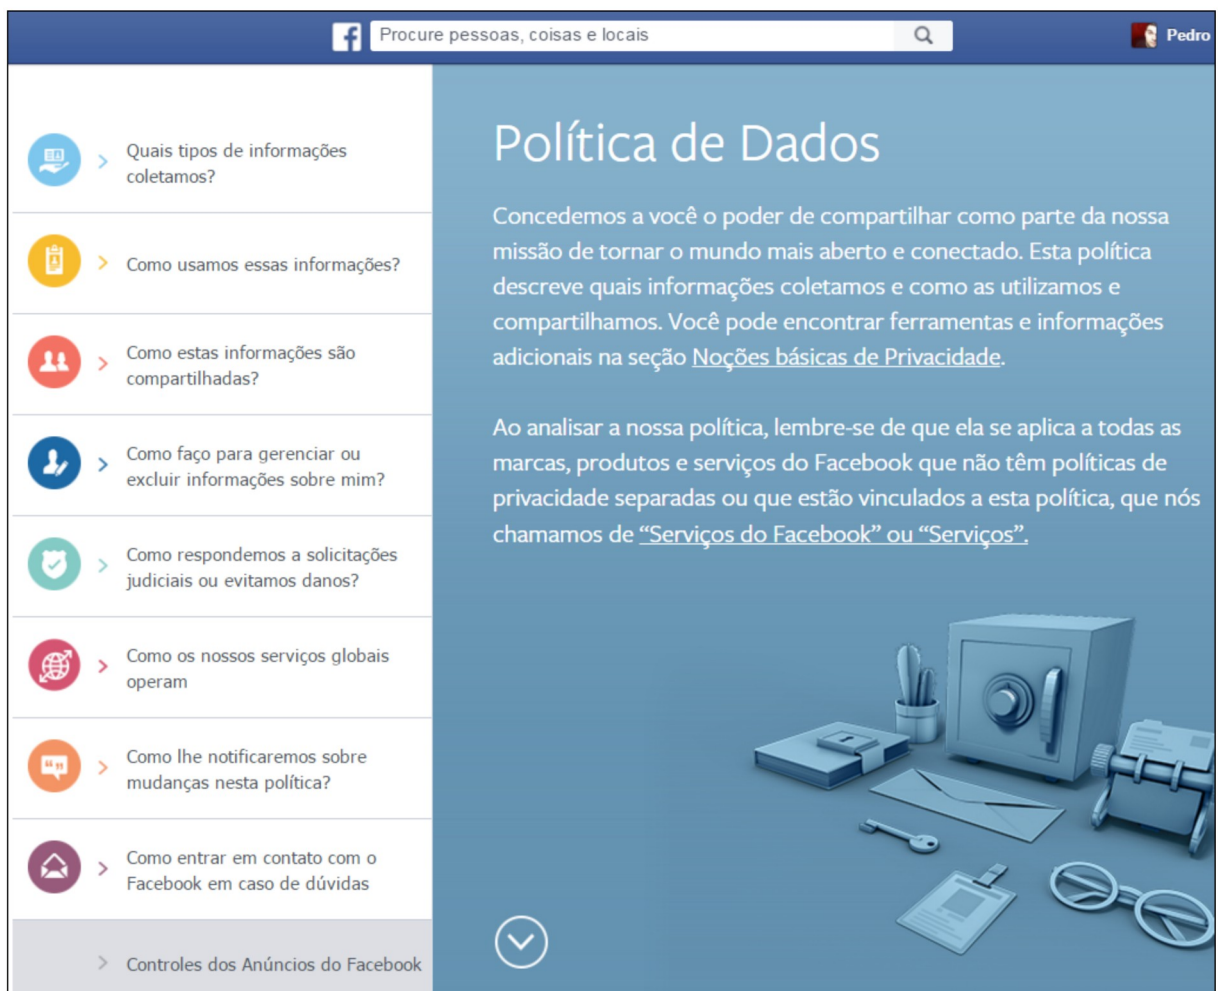 Procure pessoas, coisas e locais
Pedro
Quais tipos de informações
coletamos?
Como usamos essas informações?
Como estas informações são
compartilhadas?
Como faço para gerenciar ou
excluir informações sobre mim?
Como respondemos a solicitações
judiciais ou evitamos danos?
Como os nossos serviços globais
operam
Como lhe notificaremos sobre
mudanças nesta política?
Como entrar em contato com o
Facebook em caso de dúvidas
Controles dos Anúncios do Facebook
Política de Dados
Concedemos a você o poder de compartilhar como parte da nossa
missão de tornar o mundo mais aberto e conectado. Esta política
descreve quais informações coletamos e como as utilizamos e
compartilhamos. Você pode encontrar ferramentas e informações
adicionais na seção Noções básicas de Privacidade.
Ao analisar a nossa política, lembre-se de que ela se aplica a todas as
marcas, produtos e serviços do Facebook que não têm políticas de
privacidade separadas ou que estão vinculados a esta política, que nós
chamamos de “Serviços do Facebook” ou “Serviços”.